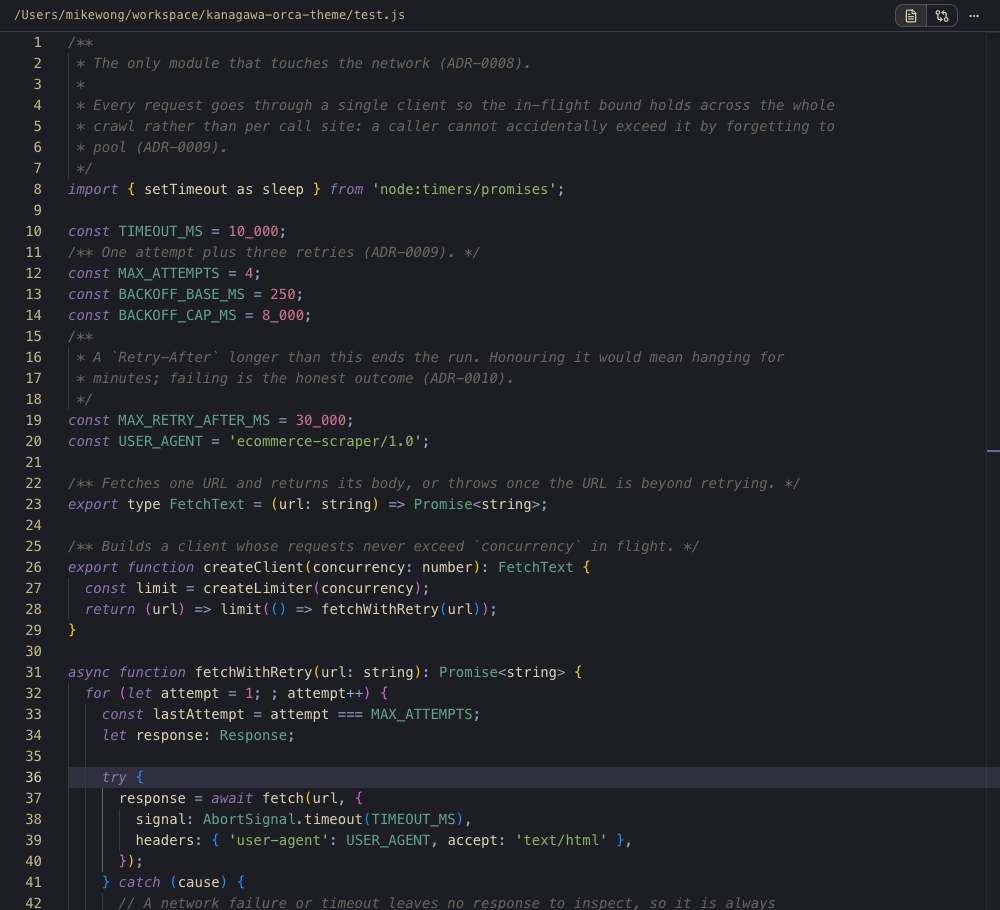 /Users/mikewong/workspace/kanagawa-orca-theme/test.js
1 /**
2  * The only module that touches the network (ADR-0008).
3  *
4  * Every request goes through a single client so the in-flight bound holds across the whole
5  * crawl rather than per call site: a caller cannot accidentally exceed it by forgetting to
6  * pool (ADR-0009).
7  */
8 import { setTimeout as sleep } from 'node:timers/promises';
9
10 const TIMEOUT_MS = 10_000;
11 /** One attempt plus three retries (ADR-0009). */
12 const MAX_ATTEMPTS = 4;
13 const BACKOFF_BASE_MS = 250;
14 const BACKOFF_CAP_MS = 8_000;
15 /**
16  * A `Retry-After` longer than this ends the run. Honouring it would mean hanging for
17  * minutes; failing is the honest outcome (ADR-0010).
18  */
19 const MAX_RETRY_AFTER_MS = 30_000;
20 const USER_AGENT = 'ecommerce-scraper/1.0';
21
22 /** Fetches one URL and returns its body, or throws once the URL is beyond retrying. */
23 export type FetchText = (url: string) => Promise<string>;
24
25 /** Builds a client whose requests never exceed `concurrency` in flight. */
26 export function createClient(concurrency: number): FetchText {
27   const limit = createLimiter(concurrency);
28   return (url) => limit(() => fetchWithRetry(url));
29 }
30
31 async function fetchWithRetry(url: string): Promise<string> {
32   for (let attempt = 1; ; attempt++) {
33     const lastAttempt = attempt === MAX_ATTEMPTS;
34     let response: Response;
35
36     try {
37       response = await fetch(url, {
38         signal: AbortSignal.timeout(TIMEOUT_MS),
39         headers: { 'user-agent': USER_AGENT, accept: 'text/html' },
40       });
41     } catch (cause) {
42       // A network failure or timeout leaves no response to inspect, so it is always